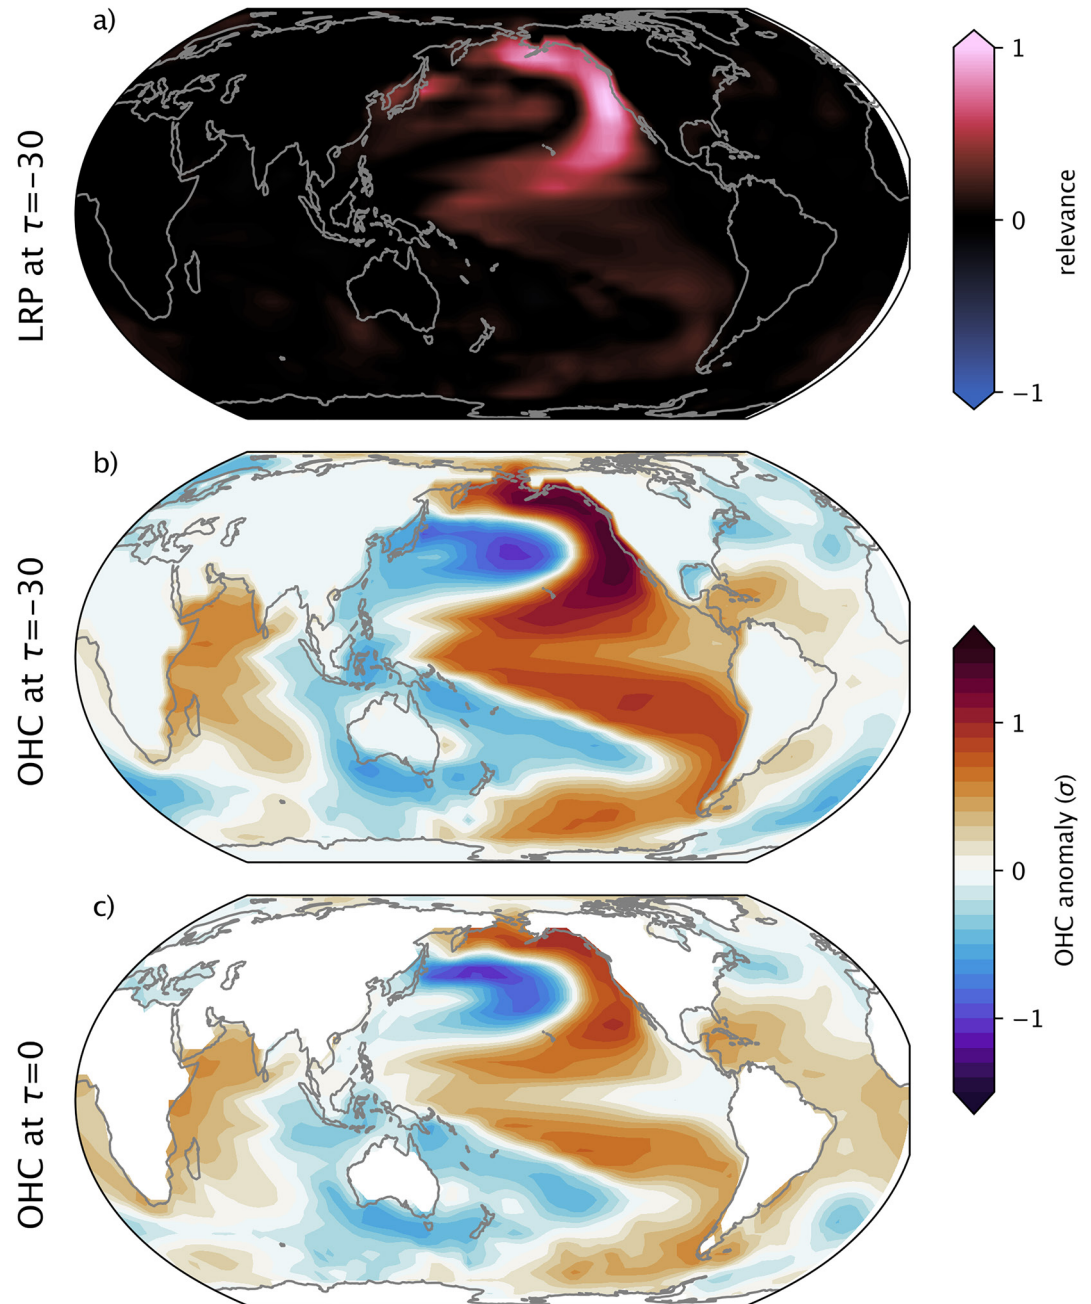 a)
LRP at τ=−30
1
0
−1
relevance
b)
OHC at τ=−30
1
0
−1
OHC anomaly (σ)
c)
OHC at τ=0